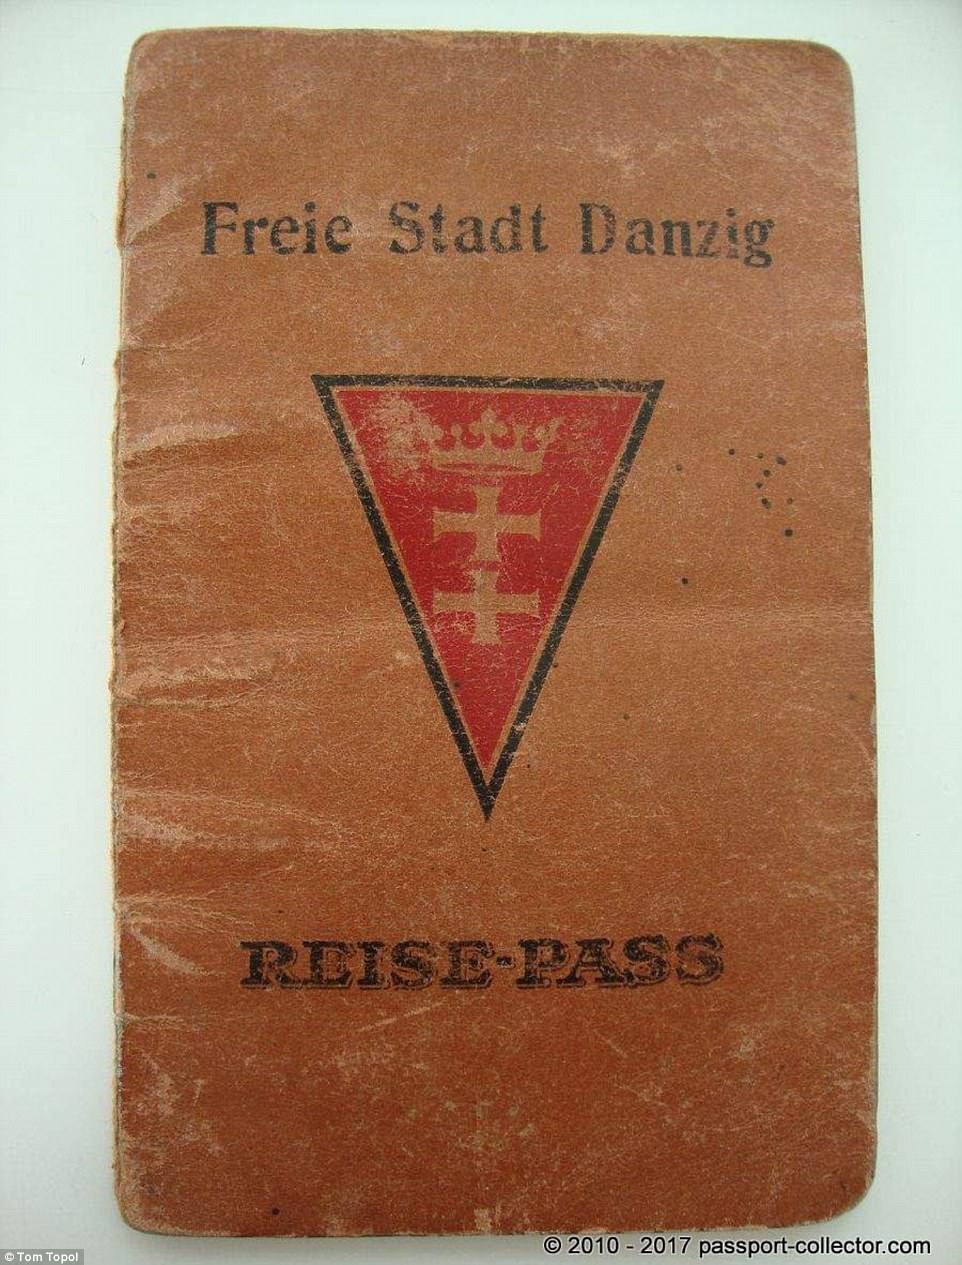 Freie Stadt Danzig
REISE-PASS
© Tom Topol
© 2010 - 2017 passport-collector.com